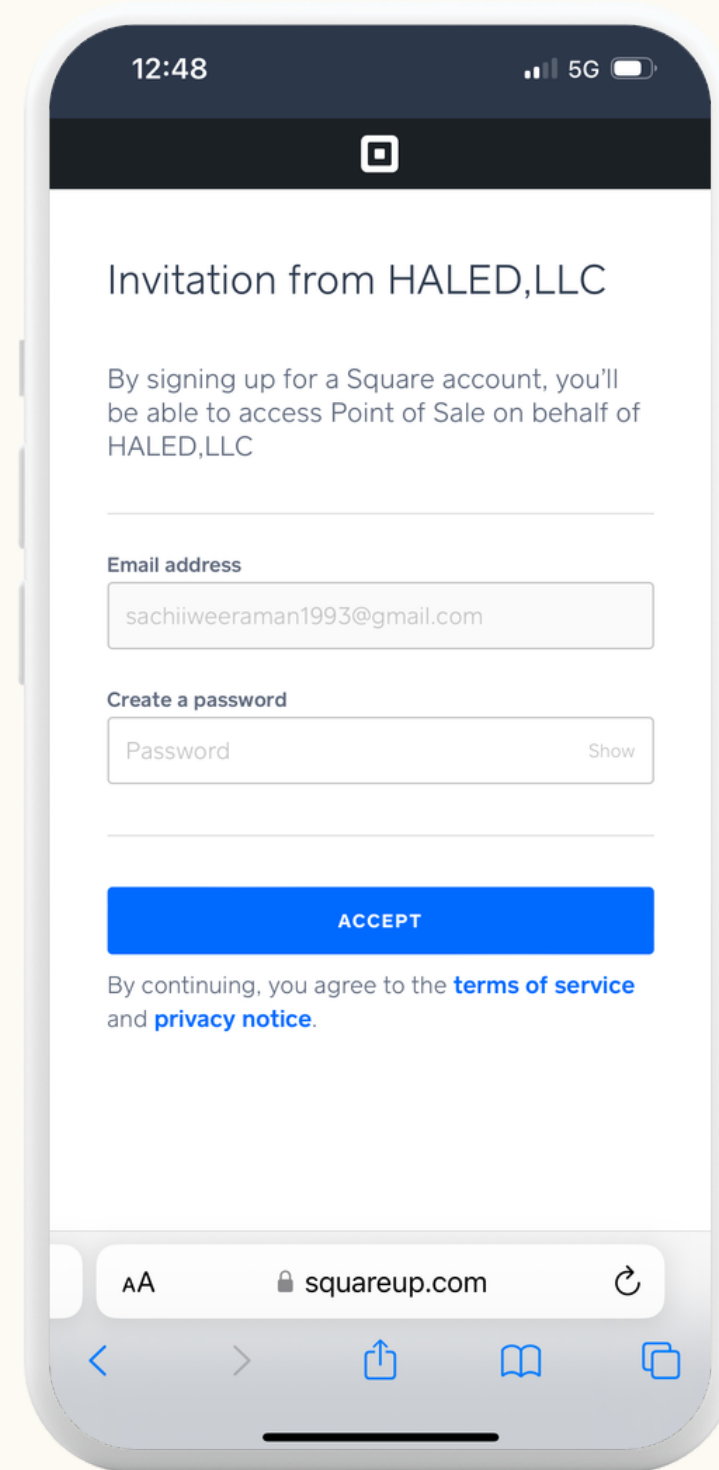 12:48
5G
Invitation from HALED,LLC
By signing up for a Square account, you'll
be able to access Point of Sale on behalf of
HALED,LLC
Email address
sachiiweeraman1993@gmail.com
Create a password
Password Show
ACCEPT
By continuing, you agree to the terms of service
and privacy notice.
AA squareup.com